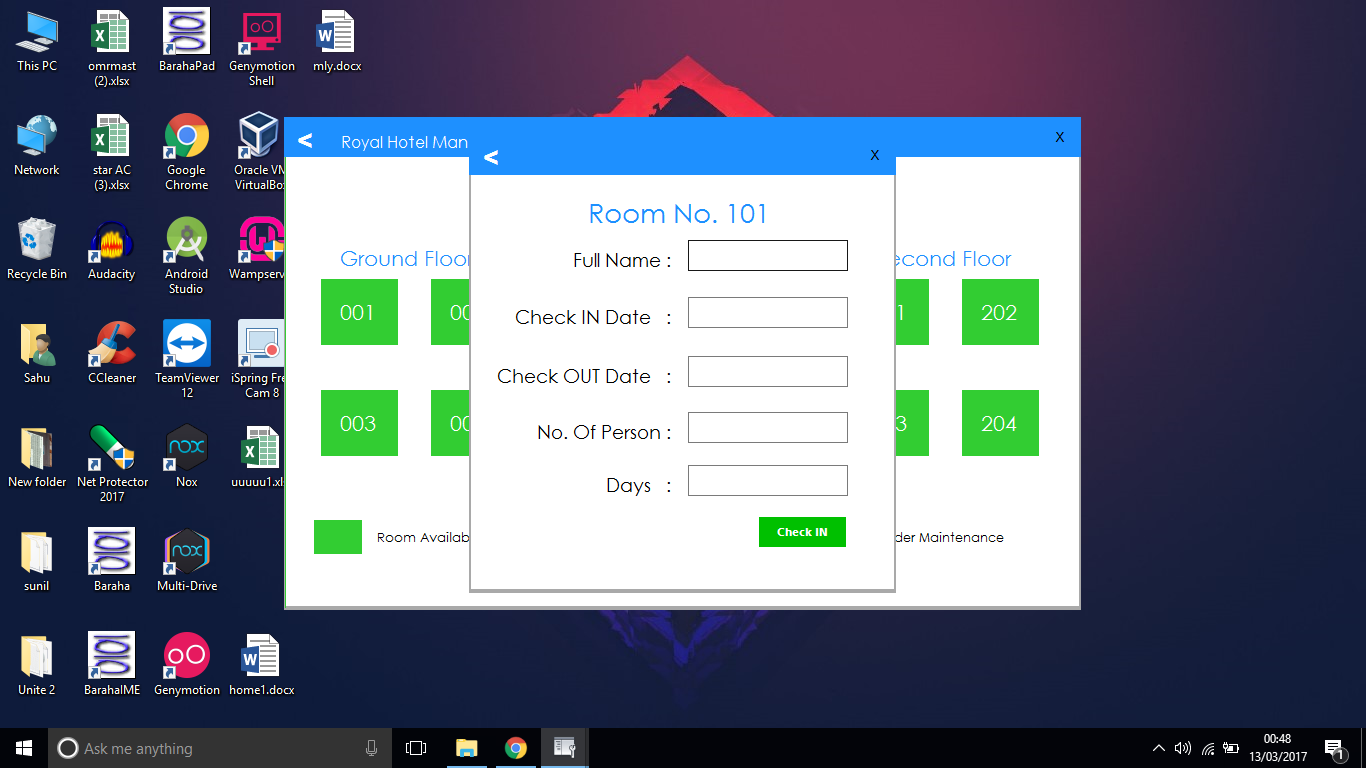 This PC
omrmast
(2).xlsx
BarahaPad
Genymotion
Shell
mly.docx
Network
star AC
(3).xlsx
Google
Chrome
Oracle VM
VirtualBox
Recycle Bin
Audacity
Android
Studio
Wampserv
Sahu
CCleaner
TeamViewer
12
iSpring Fre
Cam 8
New folder
Net Protector
2017
Nox
uuuuu1.xl
sunil
Baraha
Multi-Drive
Unite 2
BarahaIME
Genymotion
home1.docx
< Royal Hotel Man X
< X
Room No. 101
Full Name :
Check IN Date :
Check OUT Date :
No. Of Person :
Days :
Check IN
Ground Floor
econd Floor
001 00 1 202
003 00 3 204
Room Availab
der Maintenance
Ask me anything
00:48
13/03/2017
1